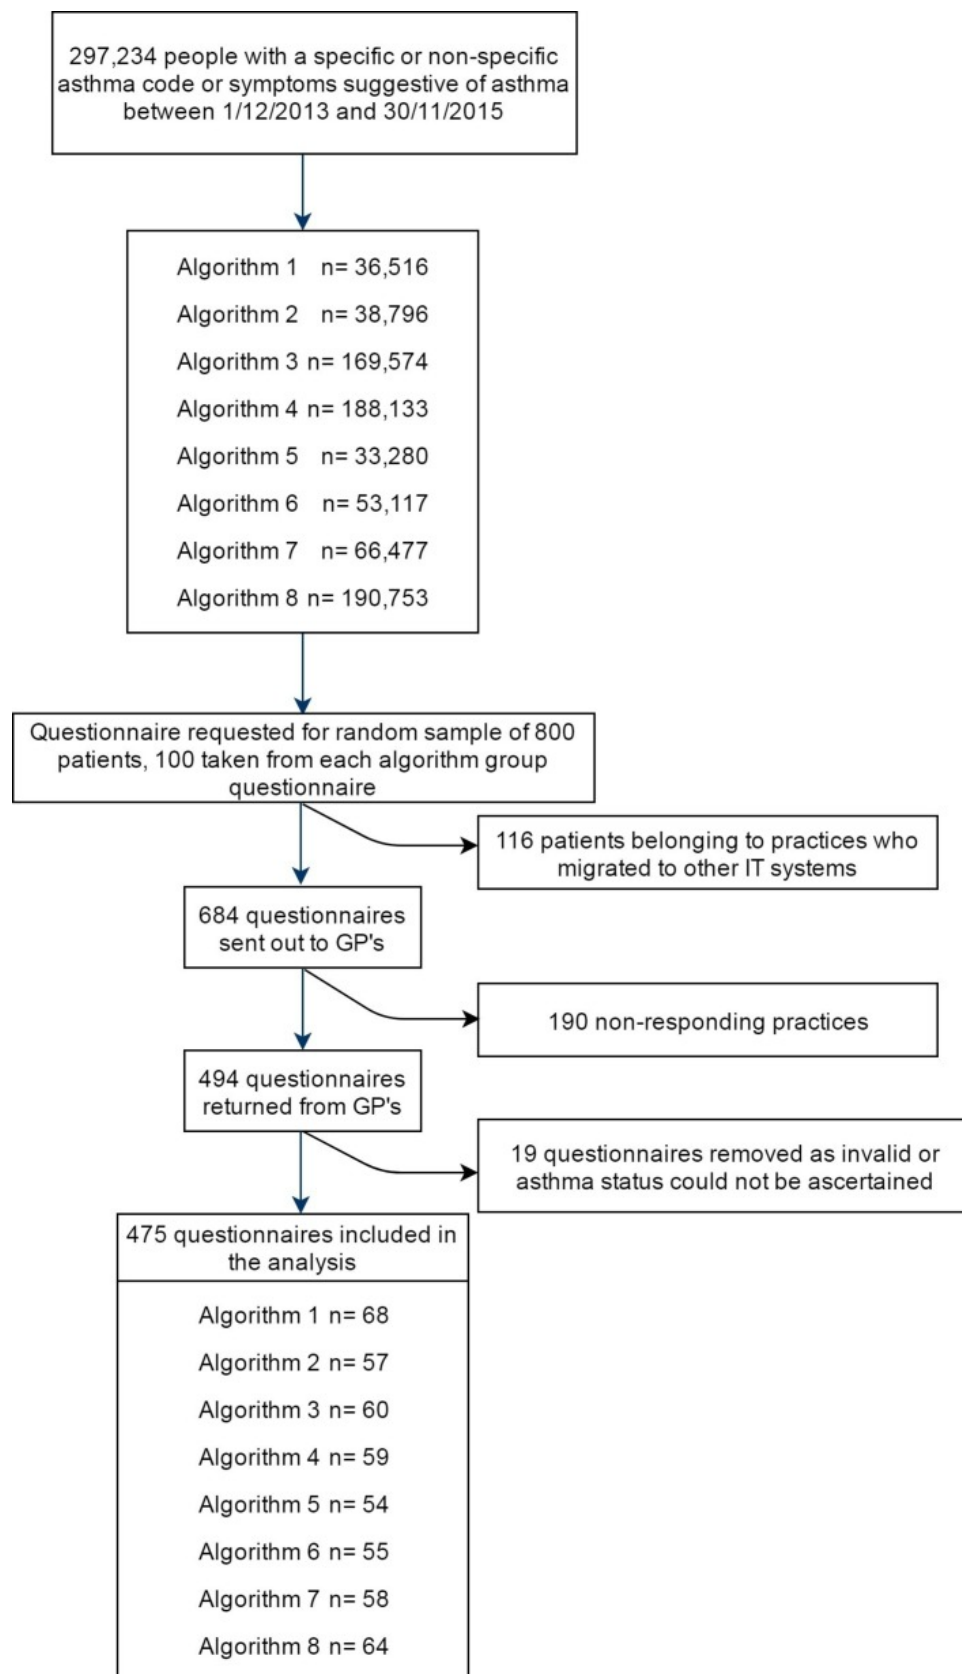 297,234 people with a specific or non-specific
asthma code or symptoms suggestive of asthma
between 1/12/2013 and 30/11/2015
Algorithm 1 n= 36,516
Algorithm 2 n= 38,796
Algorithm 3 n= 169,574
Algorithm 4 n= 188,133
Algorithm 5 n= 33,280
Algorithm 6 n= 53,117
Algorithm 7 n= 66,477
Algorithm 8 n= 190,753
Questionnaire requested for random sample of 800
patients, 100 taken from each algorithm group
questionnaire
116 patients belonging to practices who
migrated to other IT systems
684 questionnaires
sent out to GP's
190 non-responding practices
494 questionnaires
returned from GP's
19 questionnaires removed as invalid or
asthma status could not be ascertained
475 questionnaires included in
the analysis
Algorithm 1 n= 68
Algorithm 2 n= 57
Algorithm 3 n= 60
Algorithm 4 n= 59
Algorithm 5 n= 54
Algorithm 6 n= 55
Algorithm 7 n= 58
Algorithm 8 n= 64